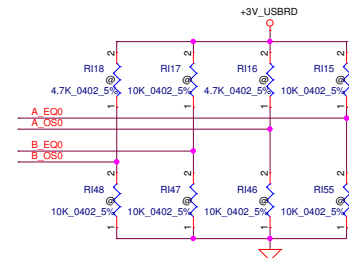 +3V_USBRD
2 2 2 2
RI18 RI17 RI16 RI15
@ @ @ @
4.7K_0402_5% 10K_0402_5% 4.7K_0402_5% 10K_0402_5%
1 1 1 1
A_EQ0
A_OS0
B_EQ0
B_OS0
2 2 2 2
RI48 RI47 RI46 RI55
@ @ @ @
10K_0402_5% 10K_0402_5% 10K_0402_5% 10K_0402_5%
1 1 1 1